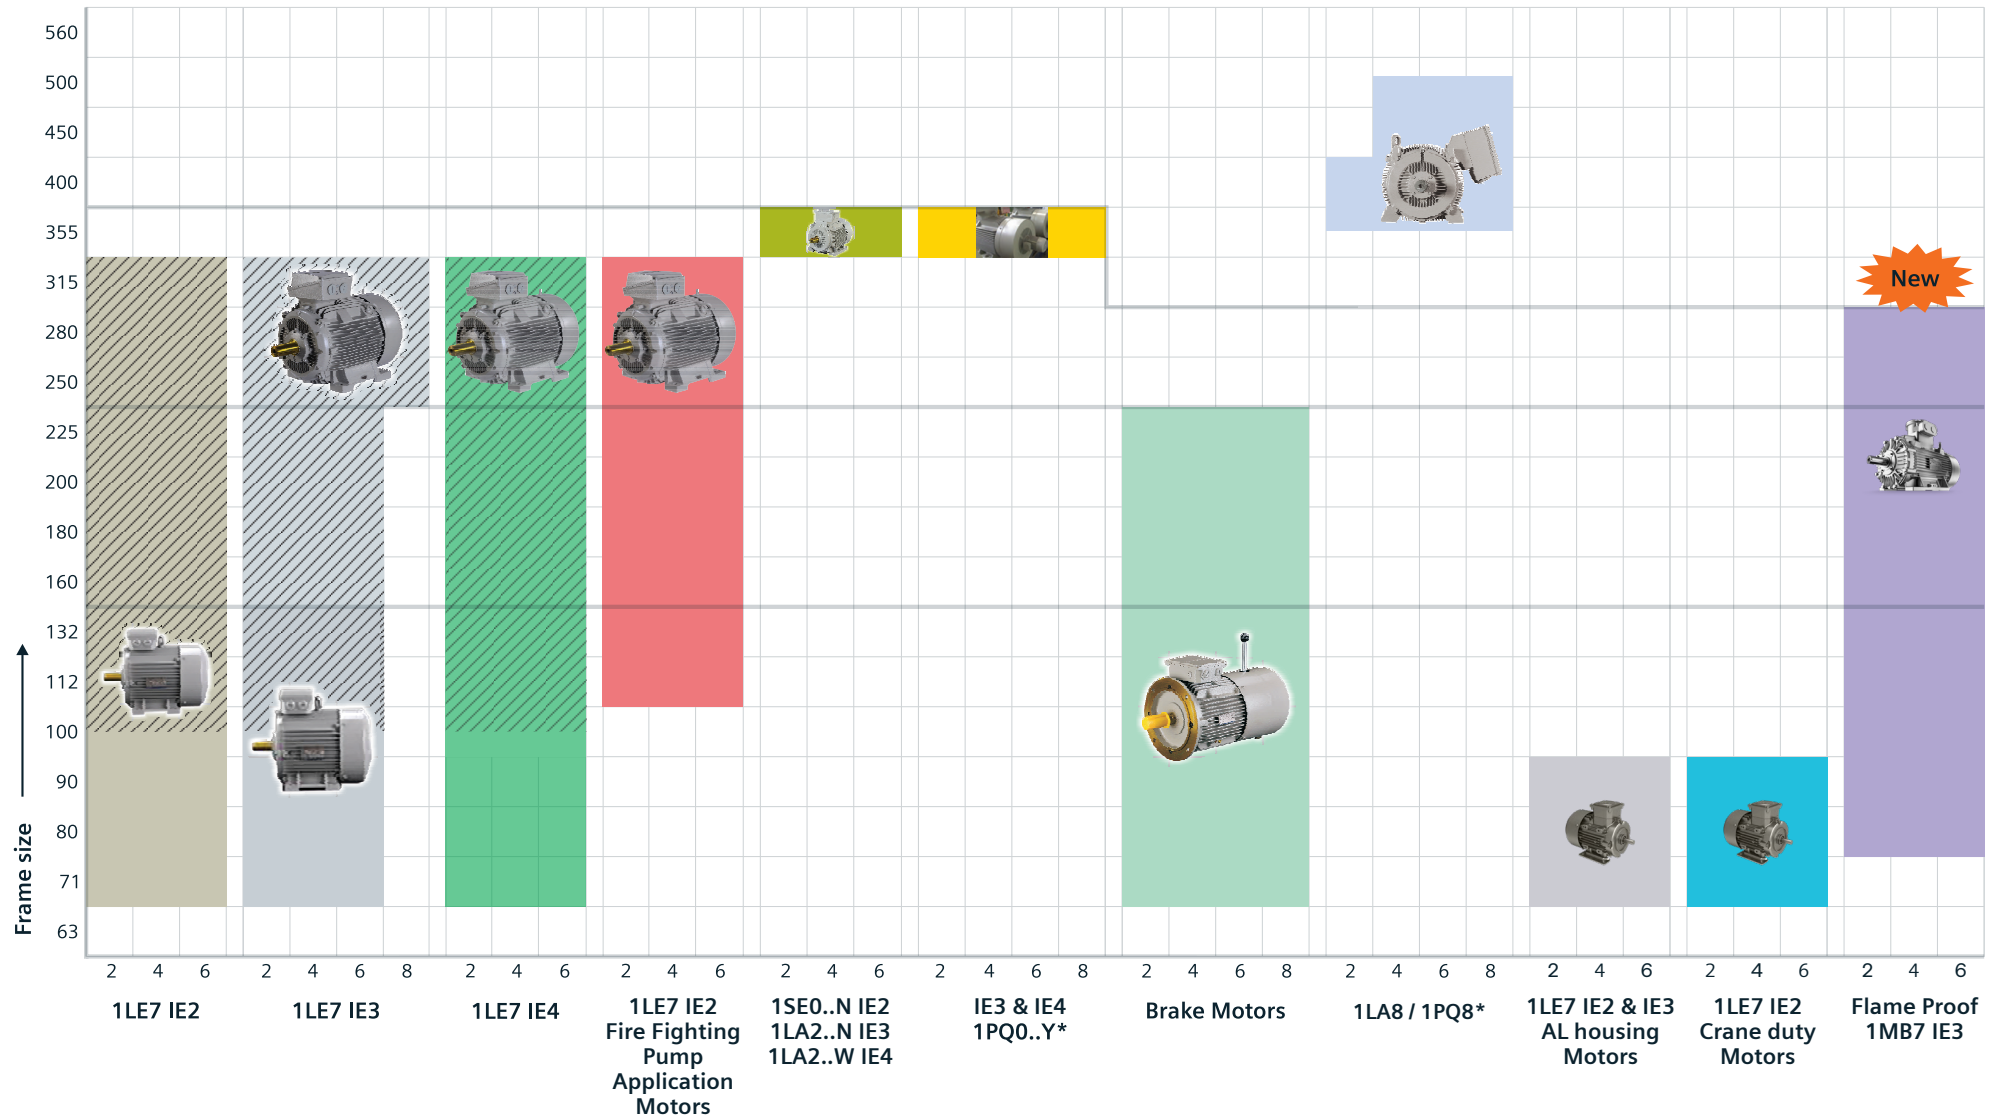 560
500
450
400
355
315
280
250
225
200
180
160
132
112
100
90
80
71
63
Frame size
New
2 4 6
2 4 6 8
2 4 6
2 4 6
2 4 6
2 4 6 8
2 4 6 8
2 4 6 8
2 4 6
2 4 6
2 4 6
1LE7 IE2
1LE7 IE3
1LE7 IE4
1LE7 IE2
Fire Fighting
Pump
Application
Motors
1SE0..N IE2
1LA2..N IE3
1LA2..W IE4
IE3 & IE4
1PQ0..Y*
Brake Motors
1LA8 / 1PQ8*
1LE7 IE2 & IE3
AL housing
Motors
1LE7 IE2
Crane duty
Motors
Flame Proof
1MB7 IE3